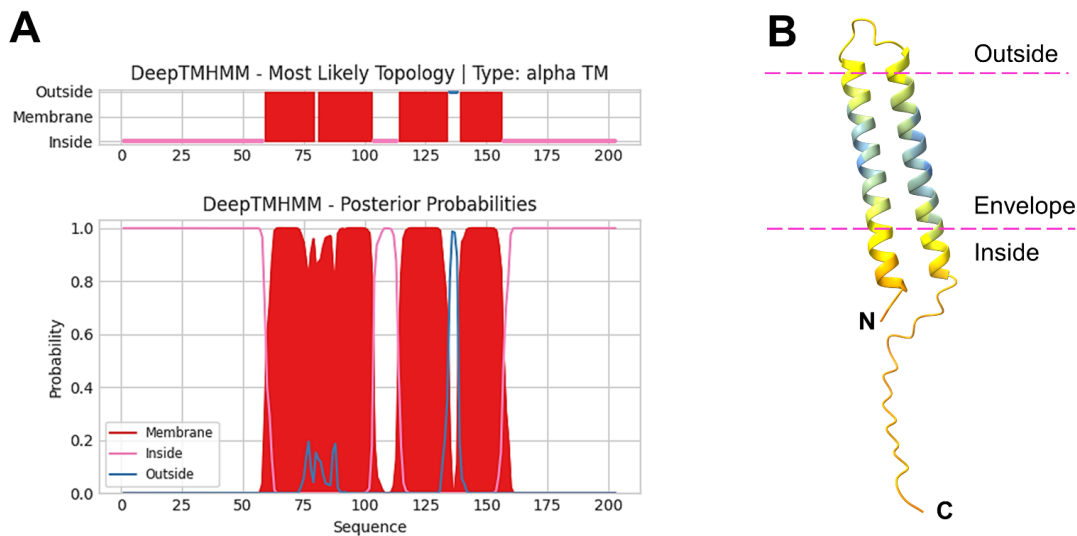 A
DeepTMHMM - Most Likely Topology | Type: alpha TM
Outside
Membrane
Inside
0 25 50 75 100 125 150 175 200
DeepTMHMM - Posterior Probabilities
1.0
0.8
0.6
0.4
0.2
0.0
Probability
Membrane
Inside
Outside
0 25 50 75 100 125 150 175 200
Sequence
B
Outside
Envelope
Inside
N
C